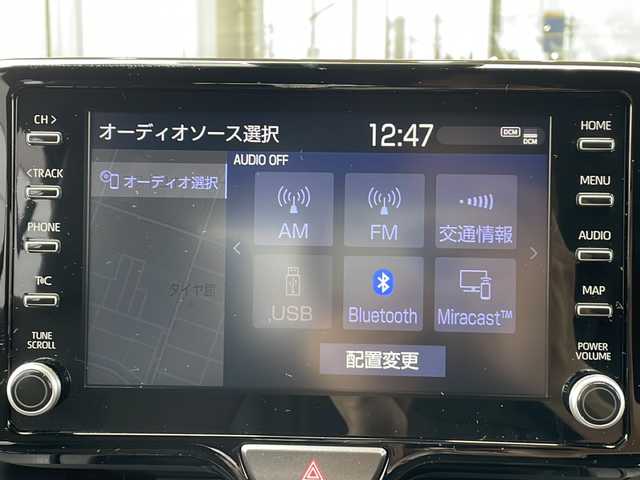 CH >
<TRACK
PHONE
T⋆C
TUNE
SCROLL
オーディオソース選択
12:47
DCM
DCM
AUDIO OFF
オーディオ選択
タイヤ館
AM
FM
交通情報
USB
Bluetooth
Miracast™
配置変更
HOME
MENU
AUDIO
MAP
POWER
VOLUME